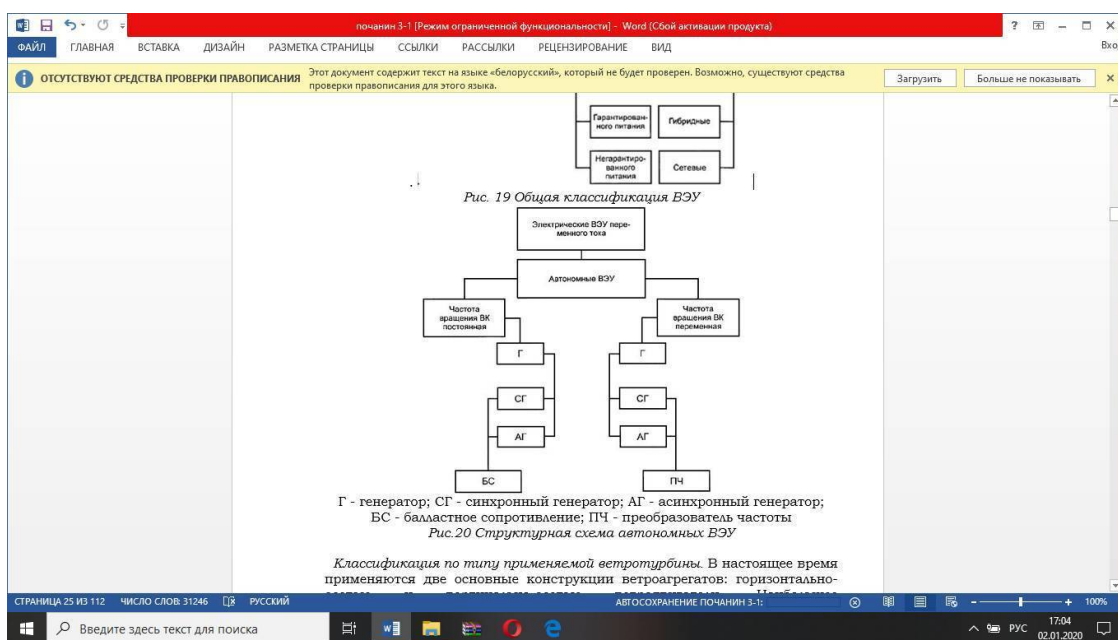 почанин 3-1 [Режим ограниченной функциональности] - Word (Сбой активации продукта)
ФАЙЛ ГЛАВНАЯ ВСТАВКА ДИЗАЙН РАЗМЕТКА СТРАНИЦЫ ССЫЛКИ РАССЫЛКИ РЕЦЕНЗИРОВАНИЕ ВИД Вхо
ОТСУТСТВУЮТ СРЕДСТВА ПРОВЕРКИ ПРАВОПИСАНИЯ Этот документ содержит текст на языке «белорусский», который не будет проверен. Возможно, существуют средства
проверки правописания для этого языка.
Загрузить Больше не показывать
Гарантирован-
ного питания
Гибридные
Негарантиро-
ванного
питания
Сетевые
Рис. 19 Общая классификация ВЭУ
Электрические ВЭУ пере-
менного тока
Автономные ВЭУ
Частота
вращения ВК
постоянная
Частота
вращения ВК
переменная
Г Г
СГ СГ
АГ АГ
БС ПЧ
Г - генератор; СГ - синхронный генератор; АГ - асинхронный генератор;
БС - балластное сопротивление; ПЧ - преобразователь частоты
Рис.20 Структурная схема автономных ВЭУ
Классификация по типу применяемой ветротурбины. В настоящее время
применяются две основные конструкции ветроагрегатов: горизонтально-
СТРАНИЦА 25 ИЗ 112 ЧИСЛО СЛОВ: 31246 РУССКИЙ АВТОСОХРАНЕНИЕ ПОЧАНИН 3-1: 100%
Введите здесь текст для поиска
РУС
17:04
02.01.2020